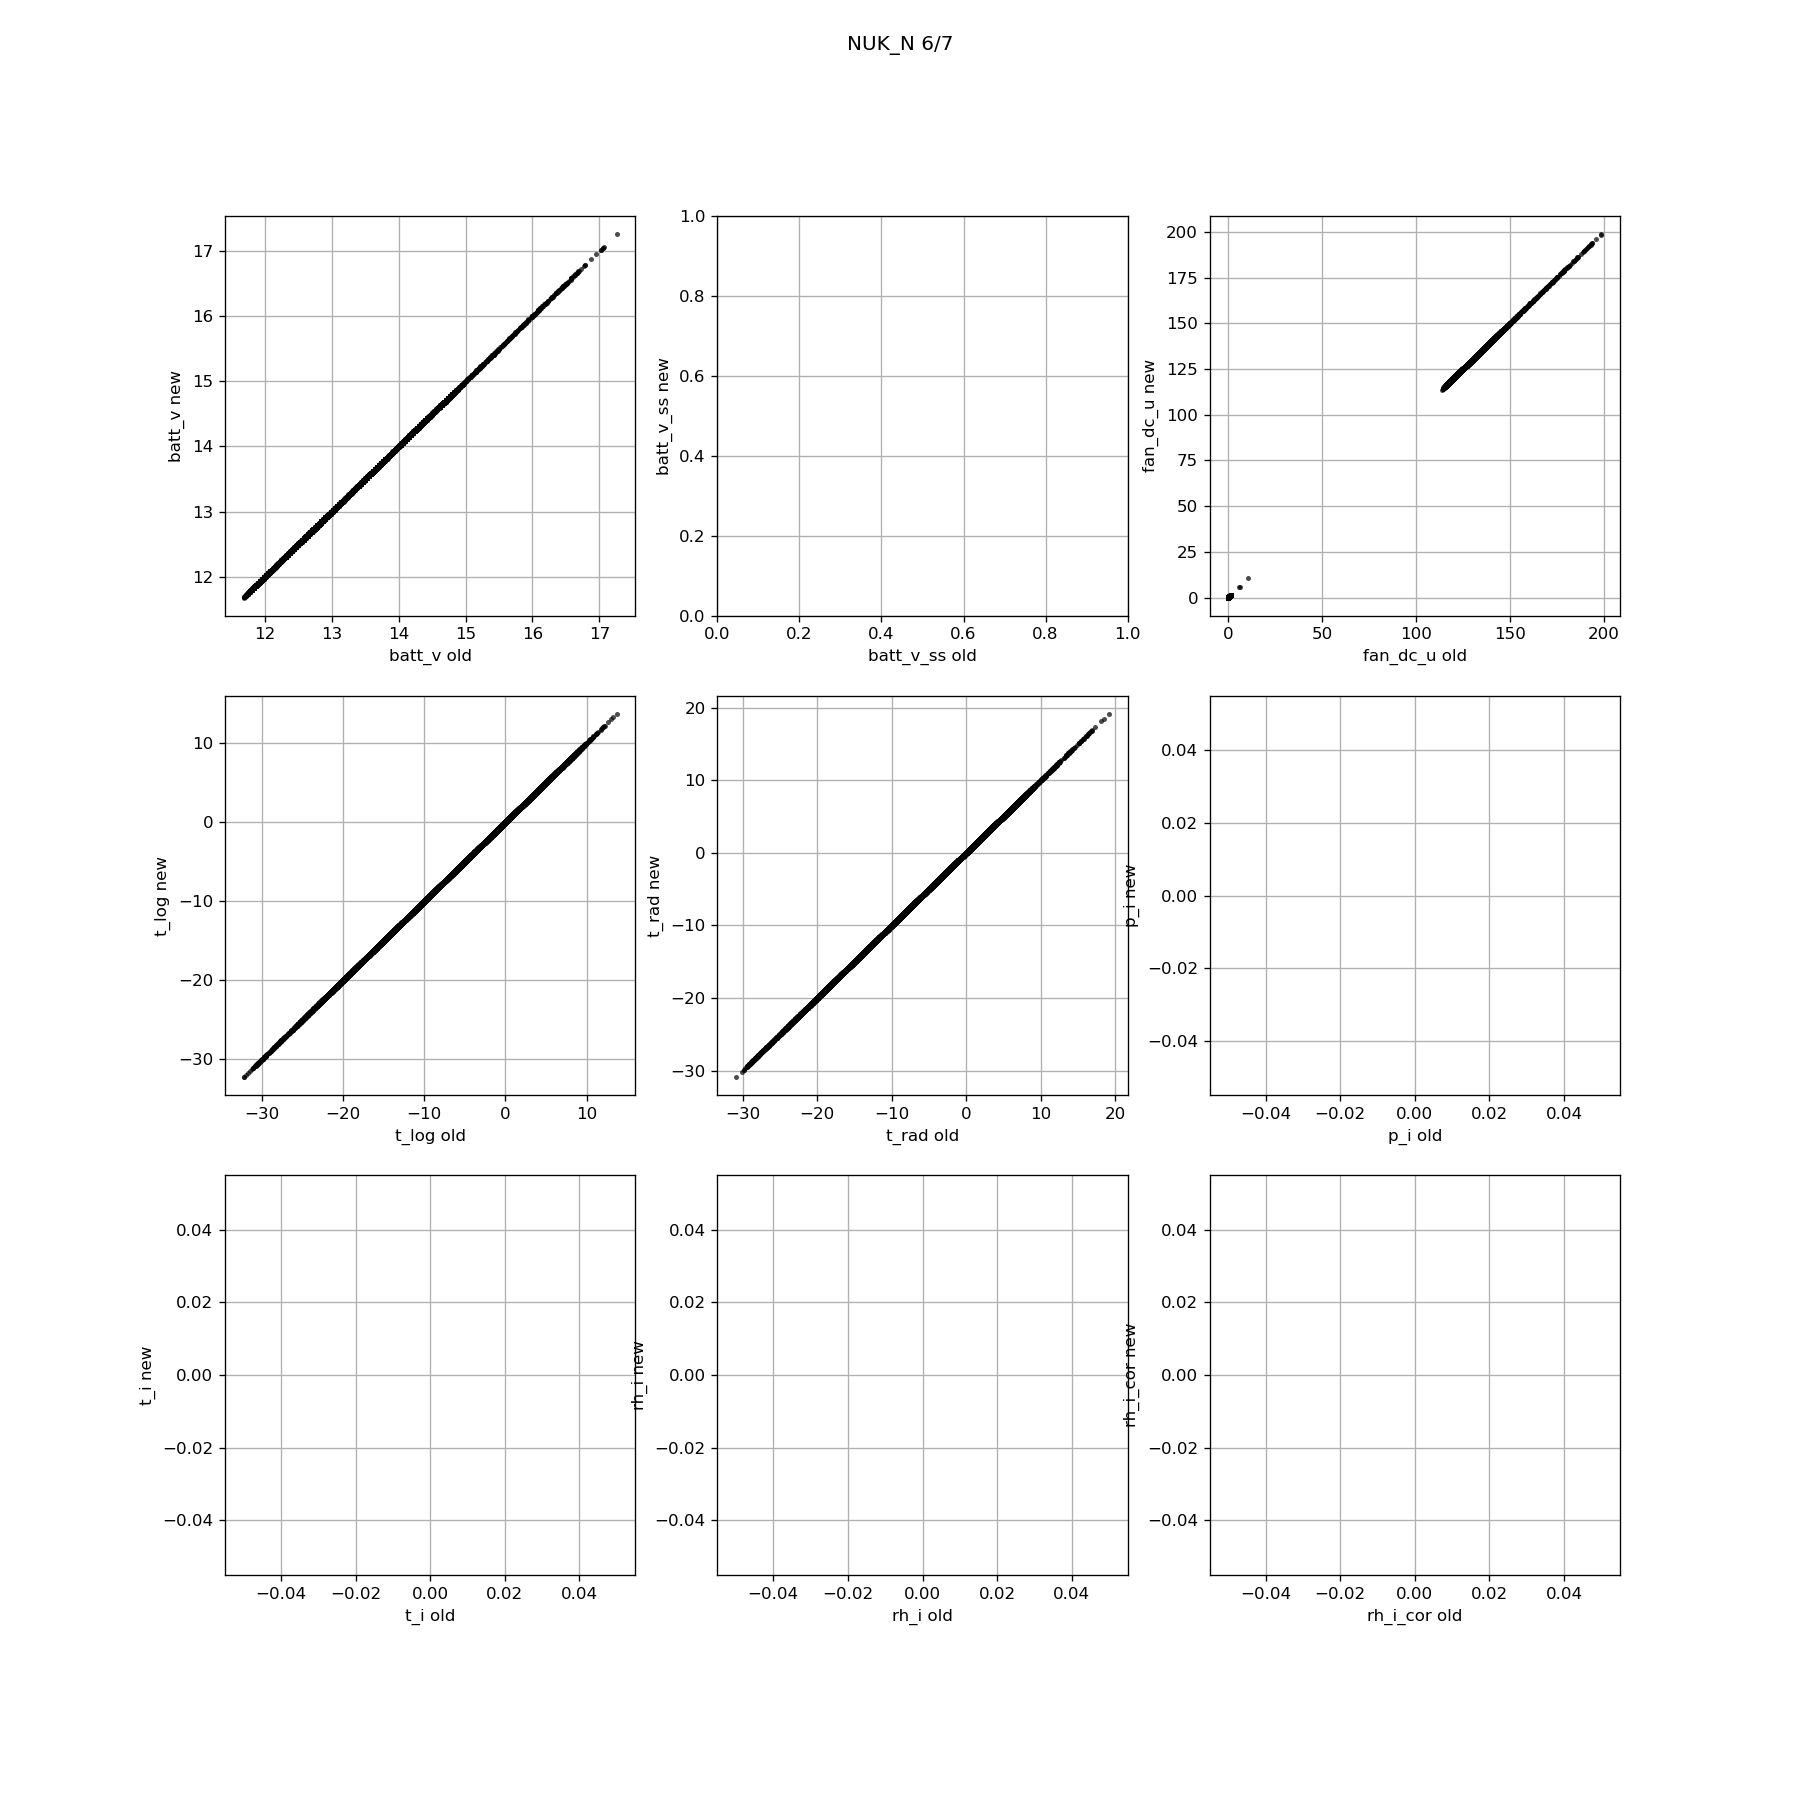 NUK_N 6/7
17
16
15
14
13
12
batt_v new
12 13 14 15 16 17
batt_v old
1.0
0.8
0.6
0.4
0.2
0.0
batt_v_ss new
0.0 0.2 0.4 0.6 0.8 1.0
batt_v_ss old
200
175
150
125
100
75
50
25
0
fan_dc_u new
0 50 100 150 200
fan_dc_u old
10
0
−10
−20
−30
t_log new
−30 −20 −10 0 10
t_log old
20
10
0
−10
−20
−30
t_rad new
−30 −20 −10 0 10 20
t_rad old
0.04
0.02
0.00
−0.02
−0.04
p_i new
−0.04 −0.02 0.00 0.02 0.04
p_i old
0.04
0.02
0.00
−0.02
−0.04
t_i new
−0.04 −0.02 0.00 0.02 0.04
t_i old
0.04
0.02
0.00
−0.02
−0.04
rh_i new
−0.04 −0.02 0.00 0.02 0.04
rh_i old
0.04
0.02
0.00
−0.02
−0.04
rh_i_cor new
−0.04 −0.02 0.00 0.02 0.04
rh_i_cor old